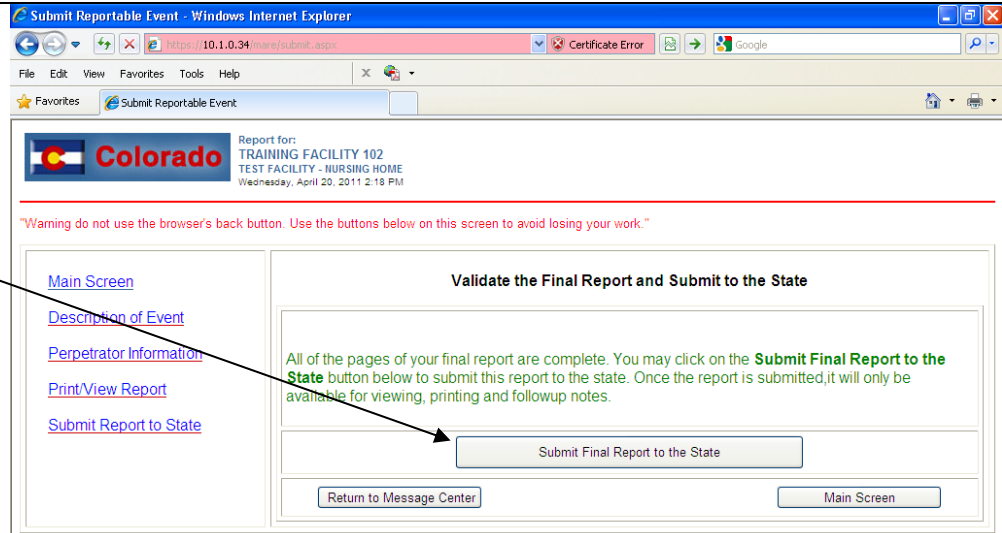 Submit Reportable Event - Windows Internet Explorer
https://10.1.0.34/mare/submit.aspx
Certificate Error
Google
File Edit View Favorites Tools Help
Favorites
Submit Reportable Event
Colorado
Report for:
TRAINING FACILITY 102
TEST FACILITY - NURSING HOME
Wednesday, April 20, 2011 2:18 PM
"Warning do not use the browser's back button. Use the buttons below on this screen to avoid losing your work."
Main Screen
Description of Event
Perpetrator Information
Print/View Report
Submit Report to State
Validate the Final Report and Submit to the State
All of the pages of your final report are complete. You may click on the Submit Final Report to the
State button below to submit this report to the state. Once the report is submitted,it will only be
available for viewing, printing and followup notes.
Submit Final Report to the State
Return to Message Center
Main Screen